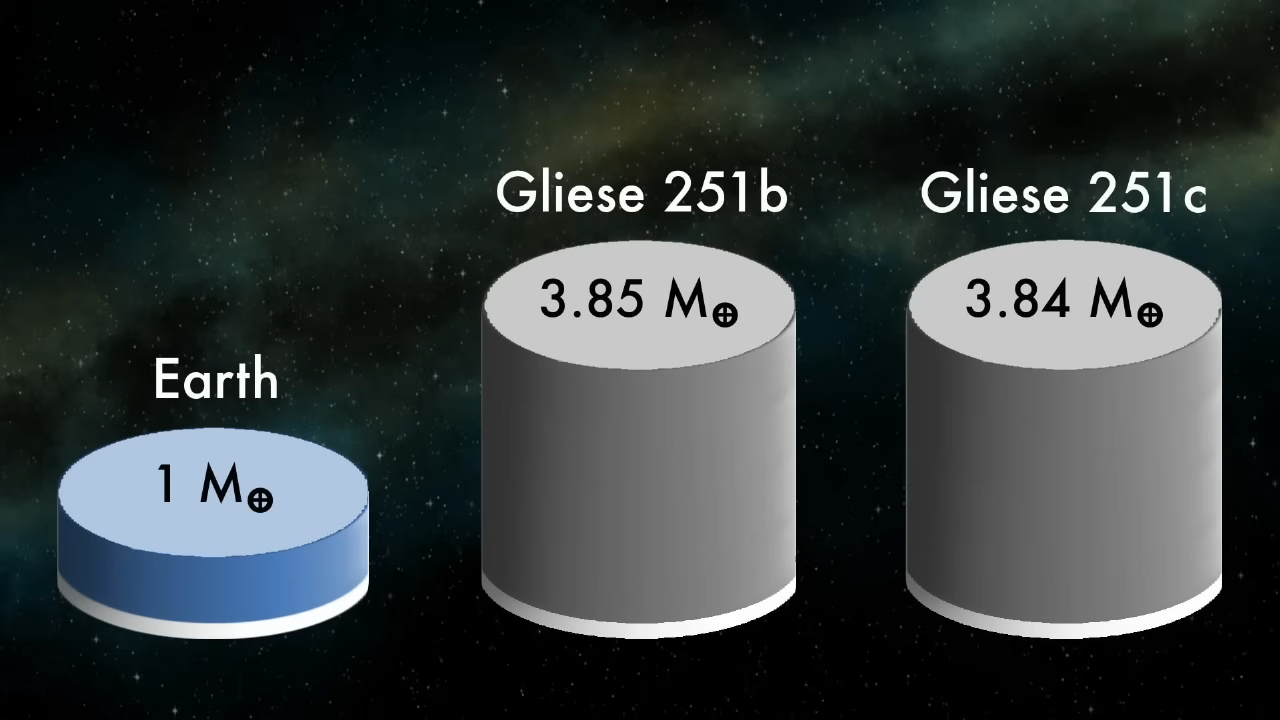 Gliese 251b
Gliese 251c
3.85 M⊕
3.84 M⊕
Earth
1 M⊕